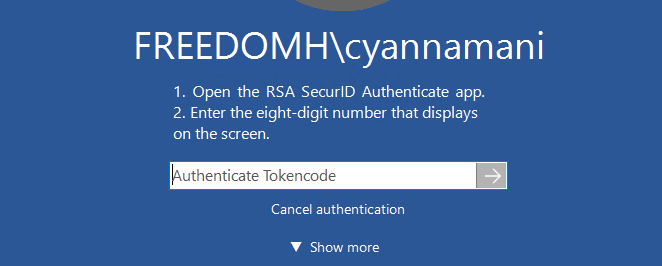 FREEDOMH\cyannamani
1. Open the RSA SecurID Authenticate app.
2. Enter the eight-digit number that displays
on the screen.
Authenticate Tokencode
Cancel authentication
Show more